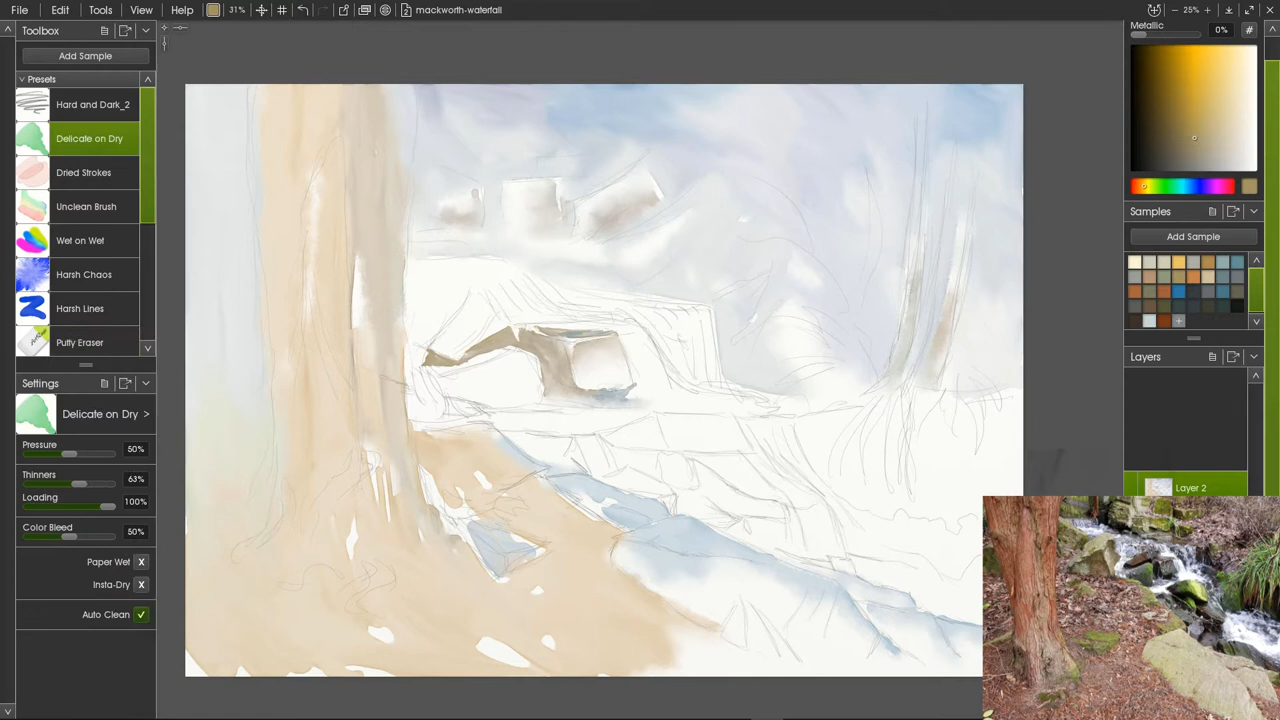 File Edit Tools View Help 31% mackworth-waterfall 25%
Toolbox
Add Sample
Presets
Hard and Dark_2
Delicate on Dry
Dried Strokes
Unclean Brush
Wet on Wet
Harsh Chaos
Harsh Lines
Putty Eraser
Settings
Delicate on Dry >
Pressure 50%
Thinners 63%
Loading 100%
Color Bleed 50%
Paper Wet X
Insta-Dry X
Auto Clean
Metallic 0% #
Samples
Add Sample
Layers
Layer 2